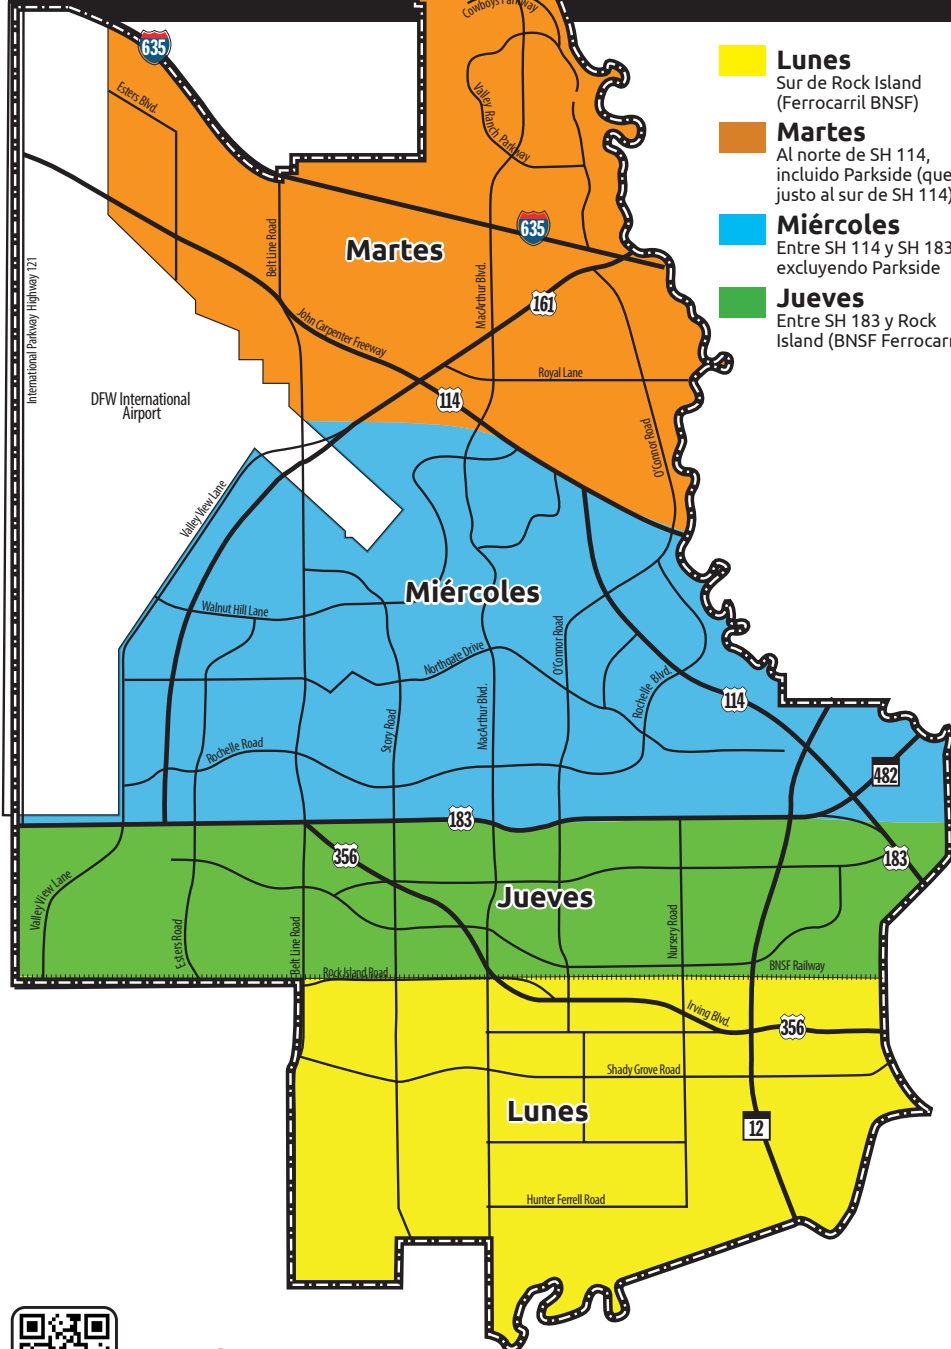 Cowboys Parkway
635
Esters Blvd.
Valley Ranch Parkway
Lunes
Sur de Rock Island
(Ferrocarril BNSF)
Martes
Al norte de SH 114,
incluido Parkside (que
justo al sur de SH 114)
Miércoles
Entre SH 114 y SH 183
excluyendo Parkside
Jueves
Entre SH 183 y Rock
Island (BNSF Ferrocarr
635
Belt Line Road
Martes
International Parkway Highway 121
MacArthur Blvd.
161
John Carpenter Freeway
Royal Lane
DFW International
Airport
114
O'Connor Road
Valley View Lane
Miércoles
Walnut Hill Lane
O'Connor Road
Northgate Drive
Rochelle Blvd.
114
Story Road
MacArthur Blvd.
Rochelle Road
482
183
356
183
Jueves
Valley View Lane
Esters Road
Belt Line Road
Nursery Road
Rock Island Road
BNSF Railway
Irving Blvd.
356
Shady Grove Road
Lunes
12
Hunter Ferrell Road